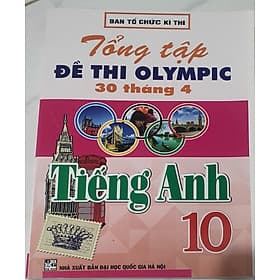 BAN TỔ CHỨC KÌ THI
Tổng tập
ĐỀ THI OLYMPIC
30 tháng 4
Tiếng Anh
10
NHÀ XUẤT BẢN ĐẠI HỌC QUỐC GIA HÀ NỘI